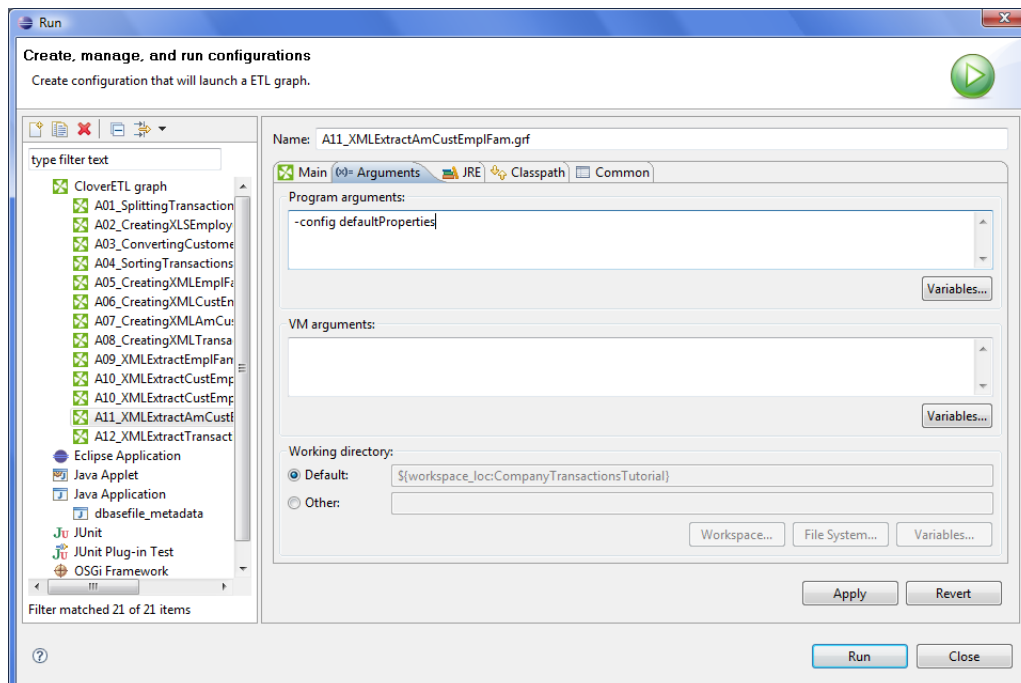 Run
Create, manage, and run configurations
Create configuration that will launch a ETL graph.
type filter text
CloverETL graph
A01_SplittingTransaction
A02_CreatingXLSEmploy
A03_ConvertingCustome
A04_SortingTransactions
A05_CreatingXMLEmplFa
A06_CreatingXMLCustEn
A07_CreatingXMLAmCus
A08_CreatingXMLTransa
A09_XMLExtractEmplFam
A10_XMLExtractCustEmp
A10_XMLExtractCustEmp
A11_XMLExtractAmCustE
A12_XMLExtractTransact
Eclipse Application
Java Applet
Java Application
dbasefile_metadata
JUnit
JUnit Plug-in Test
OSGi Framework
Filter matched 21 of 21 items
Name: A11_XMLExtractAmCustEmplFam.grf
Main (x)= Arguments JRE Classpath Common
Program arguments:
-config defaultProperties
Variables...
VM arguments:
Variables...
Working directory:
Default: ${workspace_loc:CompanyTransactionsTutorial}
Other:
Workspace... File System... Variables...
Apply Revert
Run Close